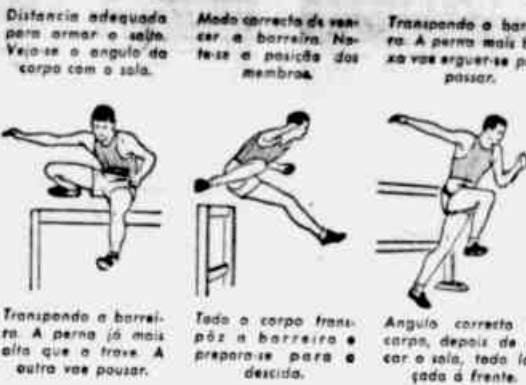 Distancia adequada
para armar o salto.
Veja-se o angulo da
corpo com o solo.
Modo correcto de ven-
cer a barreira. No-
te-se a posição dos
membros.
Transpondo a bar
ra. A perna mais
xa vae erguer-se p
passar.
Transpondo a barrei-
ra. A perna já mais
alta que a trave. A
outra vae pousar.
Todo o corpo trans-
pôz a barreira e
prepara-se para a
descida.
Angulo correcto
corpo, depois de
car o solo, todo la
çado á frente.